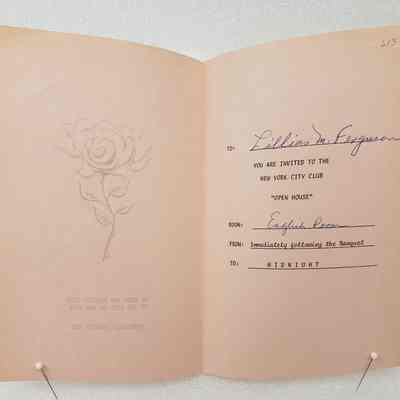 613
TO: Lillian M. Ferguson
YOU ARE INVITED TO THE
NEW YORK CITY CLUB
"OPEN HOUSE"
ROOM: English Room
FROM: Immediately following the Banquet
TO: MIDNIGHT